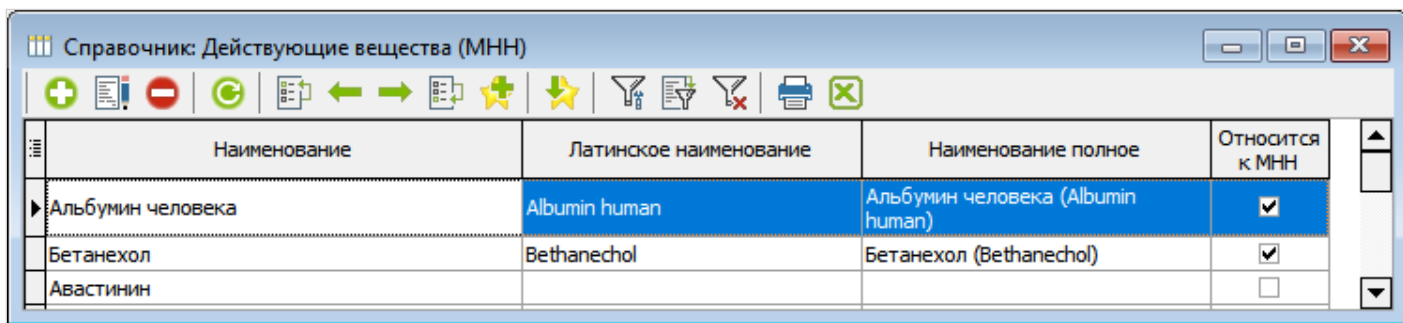 Справочник: Действующие вещества (МНН)
Наименование Латинское наименование Наименование полное Относится
к МНН
Альбумин человека Albumin human Альбумин человека (Albumin
human)
Бетанехол Bethanechol Бетанехол (Bethanechol)
Авастинин